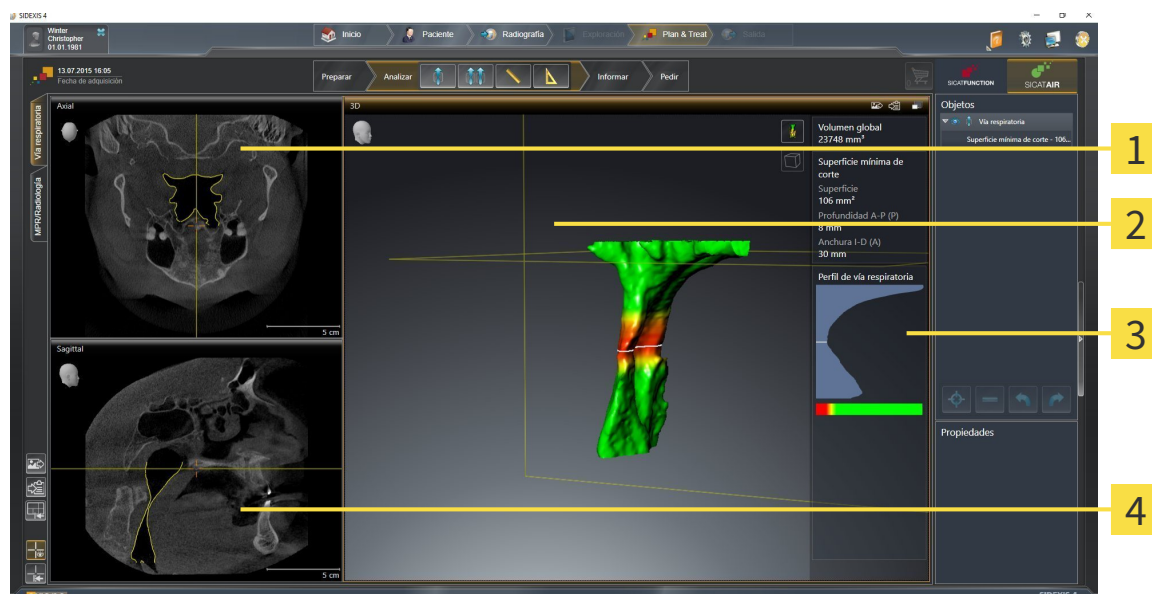 SIDEXIS 4
Winter
Christopher
01.01.1981
Inicio
Paciente
Radiografía
Exploración
Plan & Treat
Salida
13.07.2015 16:05
Fecha de adquisición
Preparar
Analizar
Informar
Pedir
SICATFUNCTION
SICATAIR
Vía respiratoria
MPR/Radiología
Axial
5 cm
Sagittal
5 cm
3D
Volumen global
23748 mm³
Superficie mínima de
corte
Superficie
106 mm²
Profundidad A-P (P)
8 mm
Anchura I-D (A)
30 mm
Perfil de vía respiratoria
Objetos
Vía respiratoria
Superficie mínima de corte - 106...
Propiedades
1
2
3
4
SIDEXIS 4